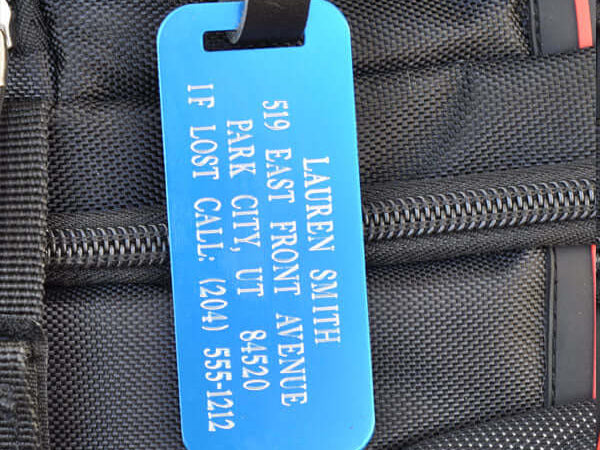 LAUREN SMITH
519 EAST FRONT AVENUE
PARK CITY, UT 84520
IF LOST CALL: (204) 555-1212